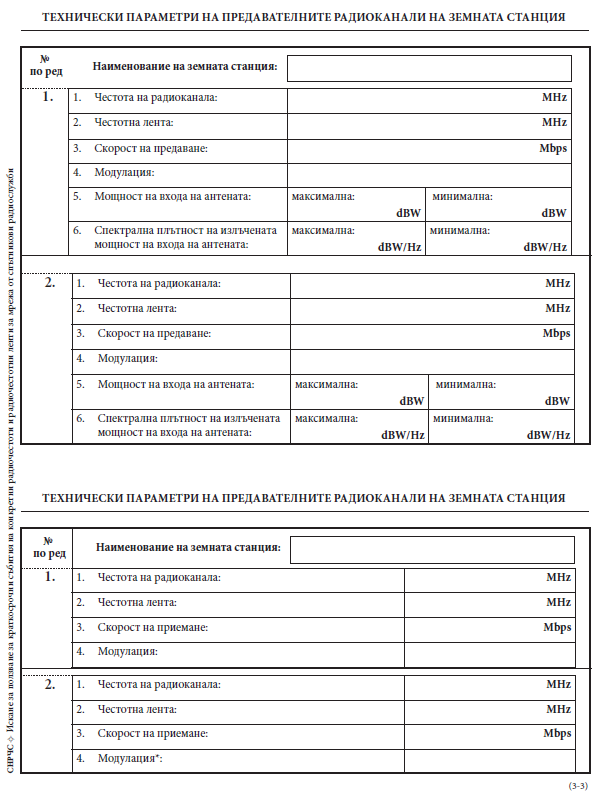 ТЕХНИЧЕСКИ ПАРАМЕТРИ НА ПРЕДАВАТЕЛНИТЕ РАДИОКАНАЛИ НА ЗЕМНАТА СТАНЦИЯ
№
по ред
Наименование на земната станция:
1.
1. Честота на радиоканала: MHz
2. Честотна лента: MHz
3. Скорост на предаване: Mbps
4. Модулация:
5. Мощност на входа на антената: максимална: минимална:
dBW dBW
6. Спектрална плътност на излъчената максимална: минимална:
мощност на входа на антената: dBW/Hz dBW/Hz
2.
1. Честота на радиоканала: MHz
2. Честотна лента: MHz
3. Скорост на предаване: Mbps
4. Модулация:
5. Мощност на входа на антената: максимална: минимална:
dBW dBW
6. Спектрална плътност на излъчената максимална: минимална:
мощност на входа на антената: dBW/Hz dBW/Hz
ТЕХНИЧЕСКИ ПАРАМЕТРИ НА ПРЕДАВАТЕЛНИТЕ РАДИОКАНАЛИ НА ЗЕМНАТА СТАНЦИЯ
№
по ред
Наименование на земната станция:
1.
1. Честота на радиоканала: MHz
2. Честотна лента: MHz
3. Скорост на приемане: Mbps
4. Модулация:
2.
1. Честота на радиоканала: MHz
2. Честотна лента: MHz
3. Скорост на приемане: Mbps
4. Модулация*:
СНРЧС ✧ Искане за ползване за краткосрочни събития на конкретни радиочестоти и радиочестотни ленти за мрежа от спътникови радиослужби
(3-3)